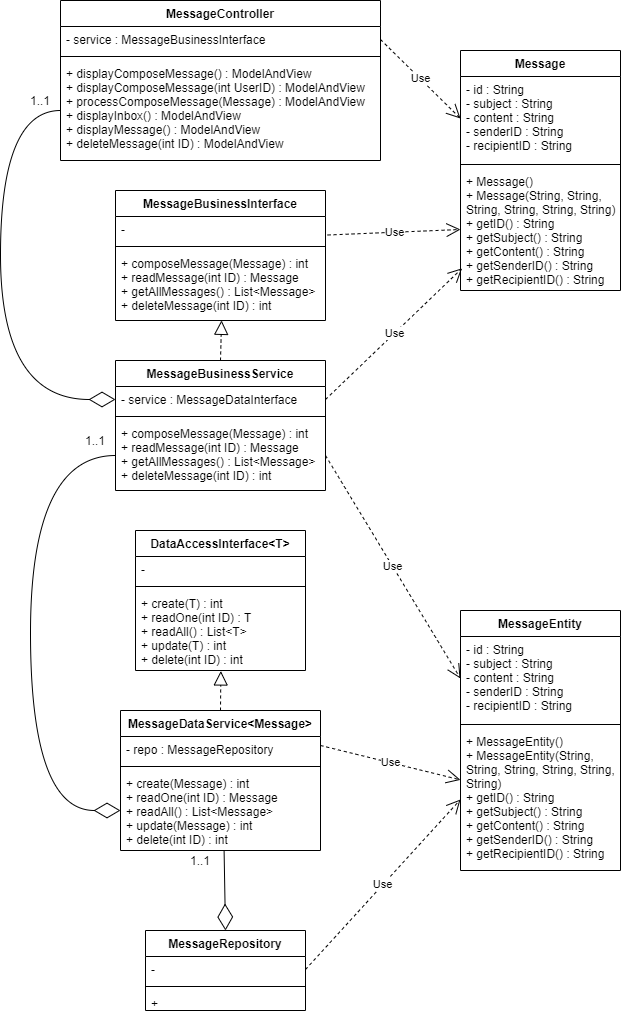 MessageController
- service : MessageBusinessInterface
+ displayComposeMessage() : ModelAndView
+ displayComposeMessage(int UserID) : ModelAndView
+ processComposeMessage(Message) : ModelAndView
+ displayInbox() : ModelAndView
+ displayMessage() : ModelAndView
+ deleteMessage(int ID) : ModelAndView
1..1
Use
Message
- id : String
- subject : String
- content : String
- senderID : String
- recipientID : String
+ Message()
+ Message(String, String,
String, String, String, String)
+ getID() : String
+ getSubject() : String
+ getContent() : String
+ getSenderID() : String
+ getRecipientID() : String
MessageBusinessInterface
-
+ composeMessage(Message) : int
+ readMessage(int ID) : Message
+ getAllMessages() : List<Message>
+ deleteMessage(int ID) : int
Use
Use
MessageBusinessService
- service : MessageDataInterface
+ composeMessage(Message) : int
+ readMessage(int ID) : Message
+ getAllMessages() : List<Message>
+ deleteMessage(int ID) : int
1..1
Use
DataAccessInterface<T>
-
+ create(T) : int
+ readOne(int ID) : T
+ readAll() : List<T>
+ update(T) : int
+ delete(int ID) : int
MessageEntity
- id : String
- subject : String
- content : String
- senderID : String
- recipientID : String
+ MessageEntity()
+ MessageEntity(String,
String, String, String, String,
String)
+ getID() : String
+ getSubject() : String
+ getContent() : String
+ getSenderID() : String
+ getRecipientID() : String
MessageDataService<Message>
- repo : MessageRepository
+ create(Message) : int
+ readOne(int ID) : Message
+ readAll() : List<Message>
+ update(Message) : int
+ delete(int ID) : int
Use
1..1
Use
MessageRepository
-
+